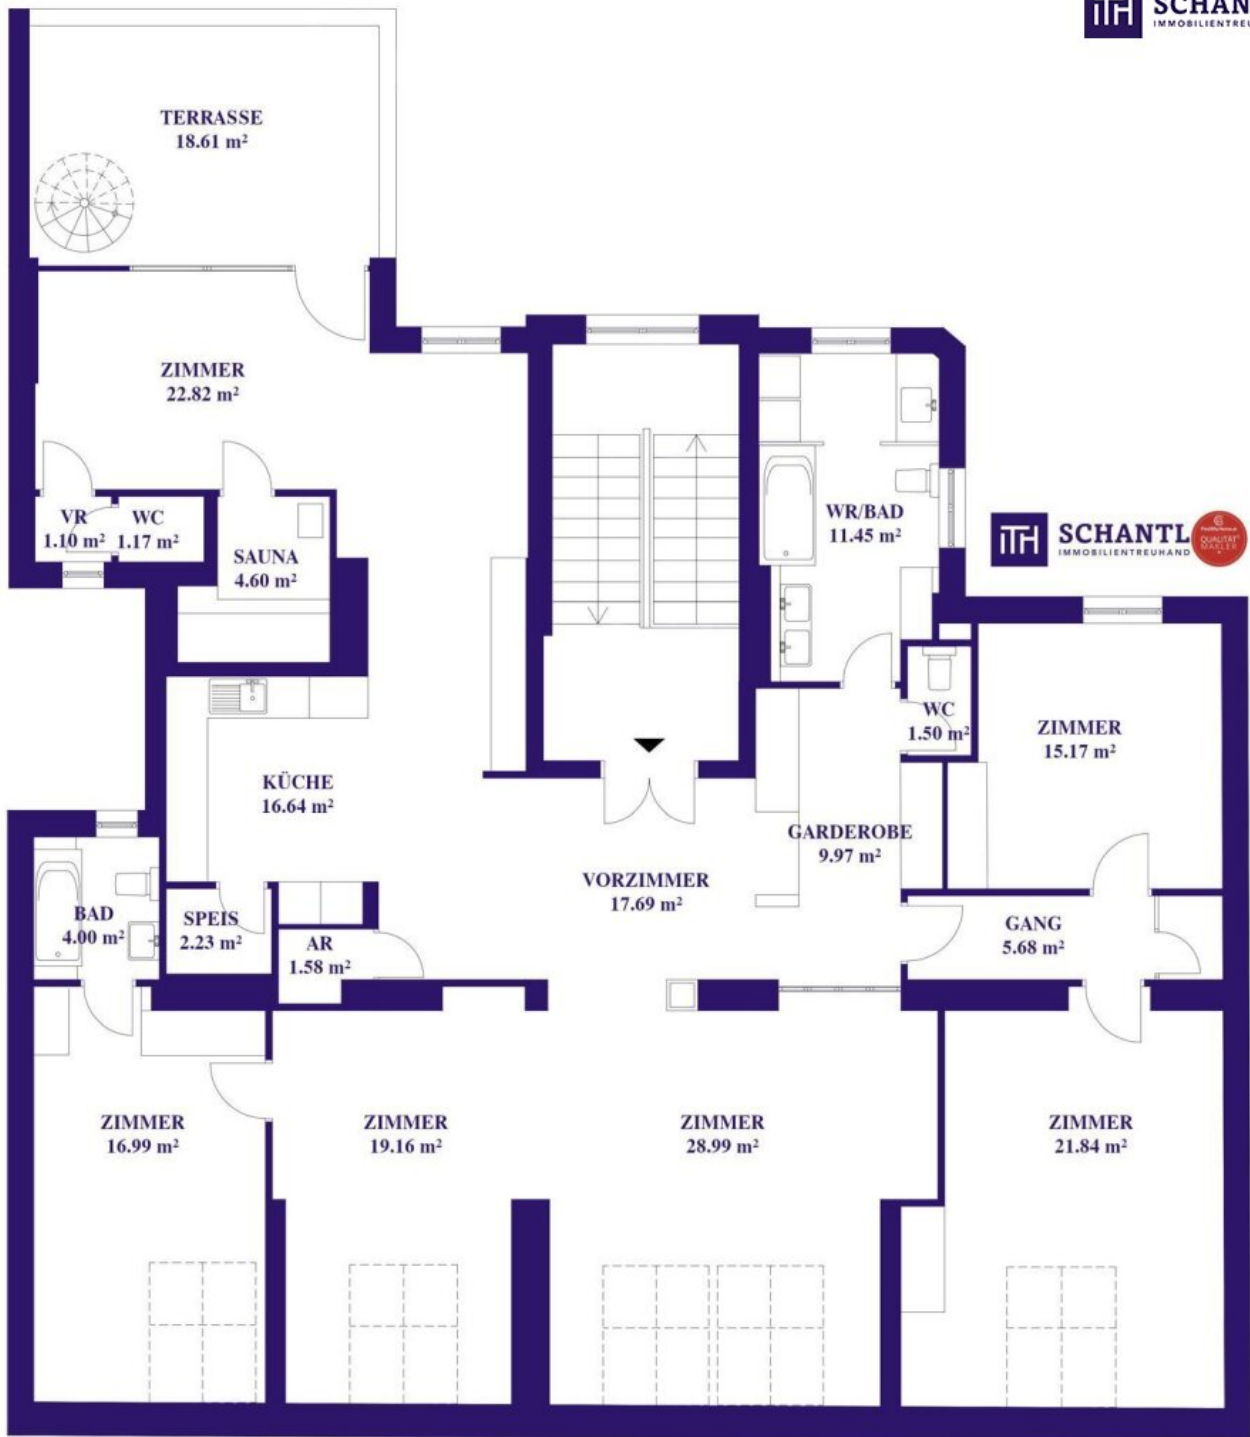 iTH SCHAN
IMMOBILIENTREU
TERRASSE
18.61 m²
ZIMMER
22.82 m²
VR
1.10 m²
WC
1.17 m²
SAUNA
4.60 m²
WR/BAD
11.45 m²
iTH SCHANTL
IMMOBILIENTREUHAND
QUALITÄT
MAKLER
WC
1.50 m²
ZIMMER
15.17 m²
KÜCHE
16.64 m²
GARDEROBE
9.97 m²
VORZIMMER
17.69 m²
BAD
4.00 m²
SPEIS
2.23 m²
AR
1.58 m²
GANG
5.68 m²
ZIMMER
16.99 m²
ZIMMER
19.16 m²
ZIMMER
28.99 m²
ZIMMER
21.84 m²